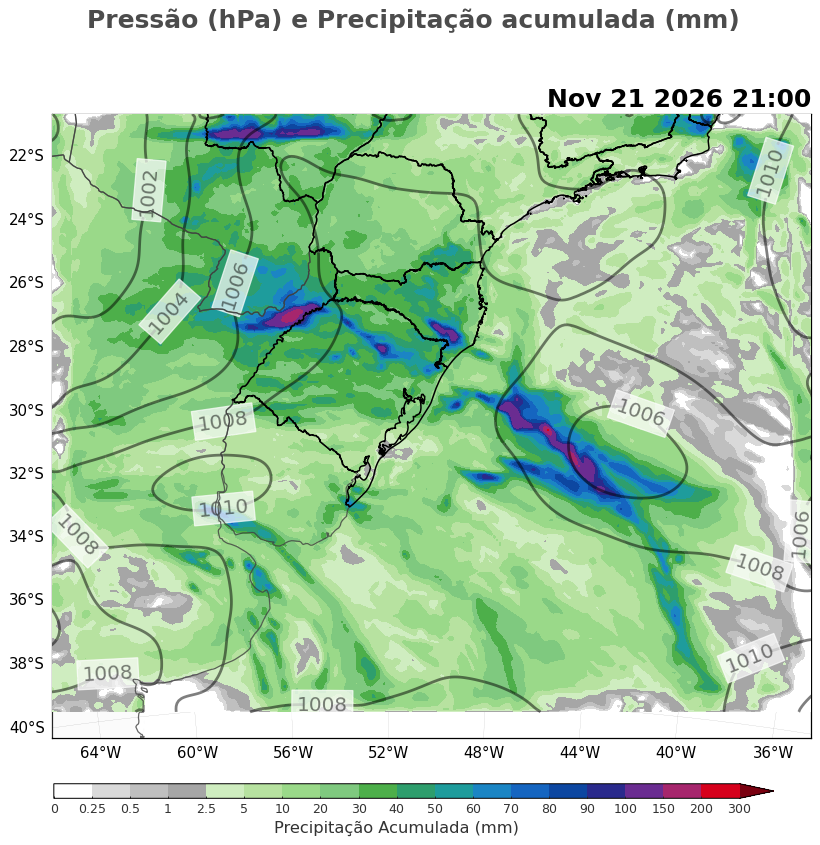 Pressão (hPa) e Precipitação acumulada (mm)
Nov 21 2026 21:00
22°S
24°S
26°S
28°S
30°S
32°S
34°S
36°S
38°S
40°S
1002
1010
1006
1004
1006
1008
1010
1008
1006
1008
1010
1008
1008
64°W 60°W 56°W 52°W 48°W 44°W 40°W 36°W
0 0.25 0.5 1 2.5 5 10 20 30 40 50 60 70 80 90 100 150 200 300
Precipitação Acumulada (mm)